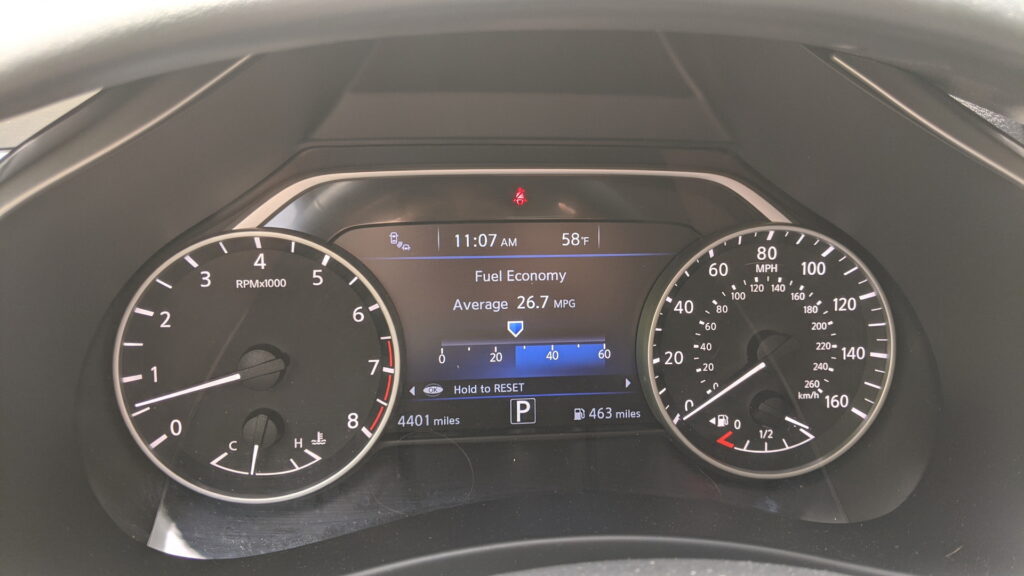 11:07 AM 58°F
Fuel Economy
Average 26.7 MPG
0 20 40 60
OK Hold to RESET
4401 miles P 463 miles
0 1 2 3 4 5 6 7 8
RPMx1000
C H
0 20 40 60 80 100 120 140 160
MPH
0 20 40 60 80 100 120 140 160 180 200 220 240 260
km/h
0 1/2